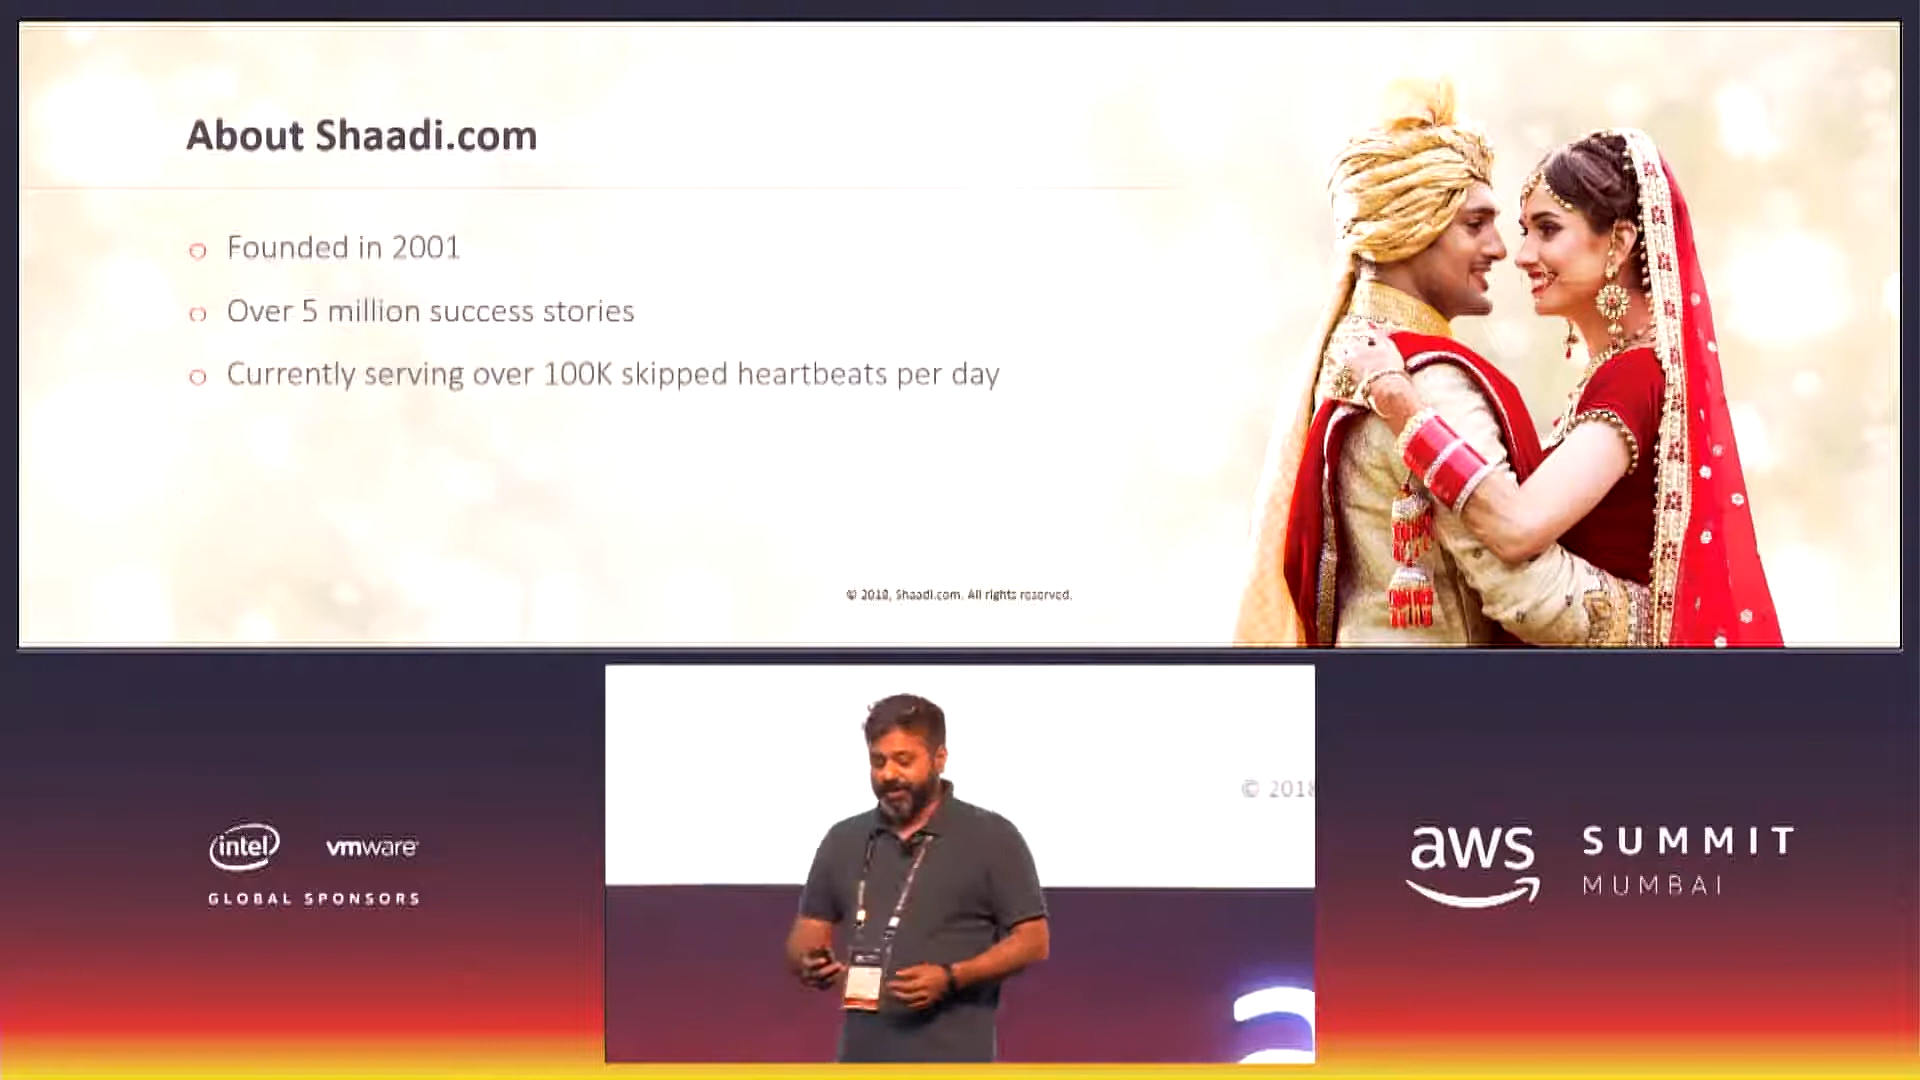 About Shaadi.com
Founded in 2001
Over 5 million success stories
Currently serving over 100K skipped heartbeats per day
© 2018, Shaadi.com. All rights reserved.
© 2018
intel vmware
GLOBAL SPONSORS
aws SUMMIT
MUMBAI
a